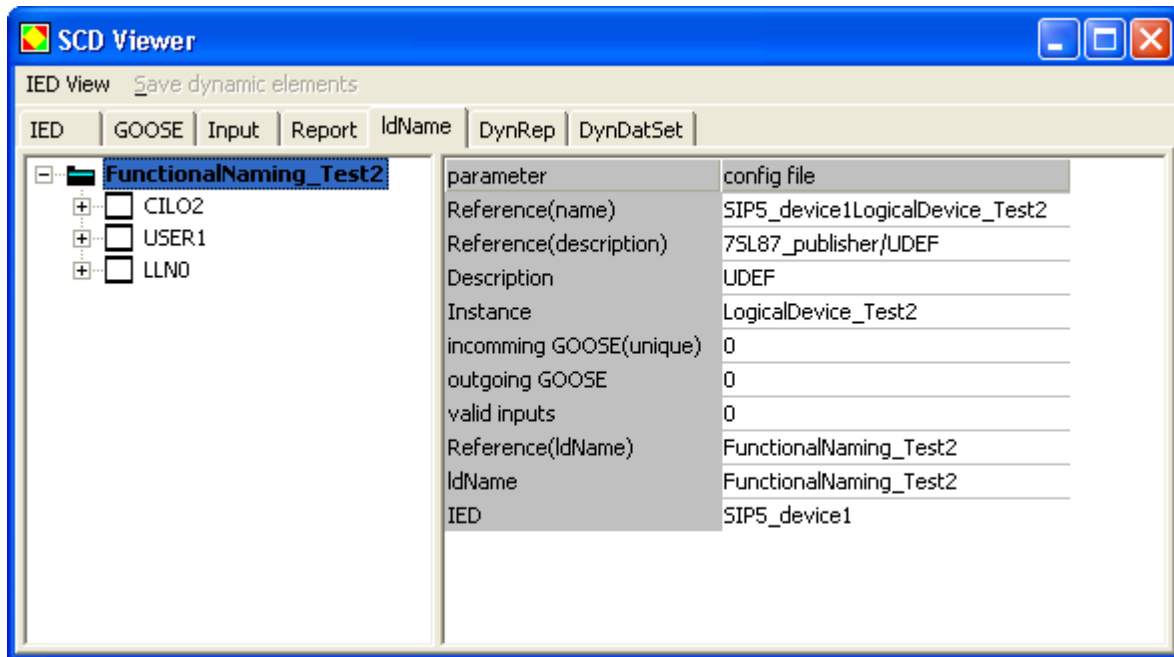 SCD Viewer
IED View Save dynamic elements
IED GOOSE Input Report ldName DynRep DynDatSet
FunctionalNaming_Test2
CILO2
USER1
LLN0
parameter config file
Reference(name) SIP5_device1LogicalDevice_Test2
Reference(description) 7SL87_publisher/UDEF
Description UDEF
Instance LogicalDevice_Test2
incomming GOOSE(unique) 0
outgoing GOOSE 0
valid inputs 0
Reference(ldName) FunctionalNaming_Test2
ldName FunctionalNaming_Test2
IED SIP5_device1